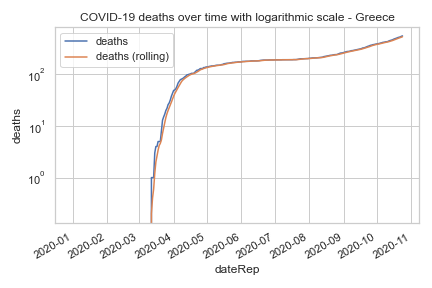 COVID-19 deaths over time with logarithmic scale - Greece
deaths
deaths (rolling)
10²
10¹
10⁰
deaths
2020-01
2020-02
2020-03
2020-04
2020-05
2020-06
2020-07
2020-08
2020-09
2020-10
2020-11
dateRep